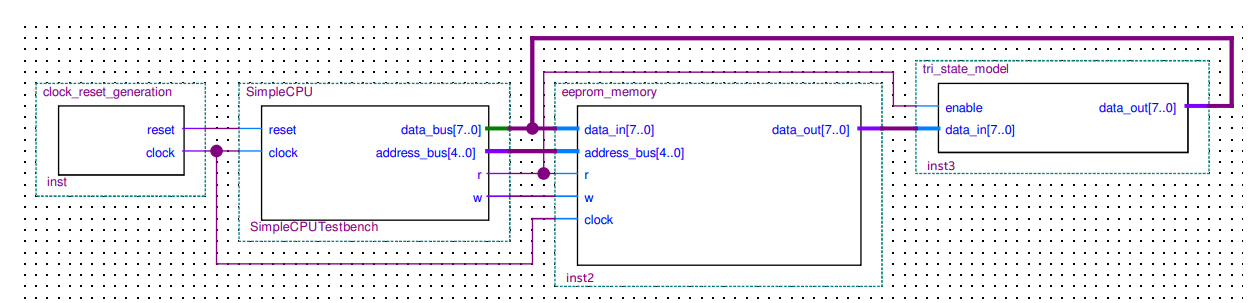 clock_reset_generation
reset
clock
inst
SimpleCPU
reset
clock
data_bus[7..0]
address_bus[4..0]
r
w
SimpleCPUTestbench
eeprom_memory
data_in[7..0]
address_bus[4..0]
r
w
clock
data_out[7..0]
inst2
tri_state_model
enable
data_in[7..0]
data_out[7..0]
inst3